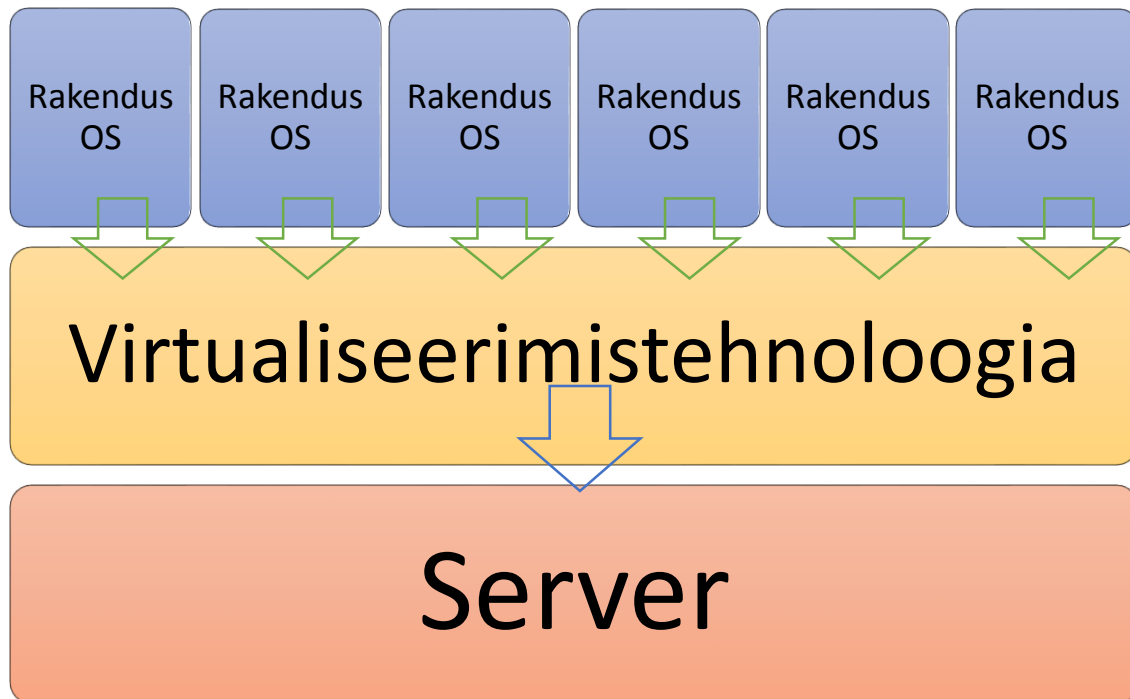 Rakendus
OS
Rakendus
OS
Rakendus
OS
Rakendus
OS
Rakendus
OS
Rakendus
OS
Virtualiseerimistehnoloogia
Server